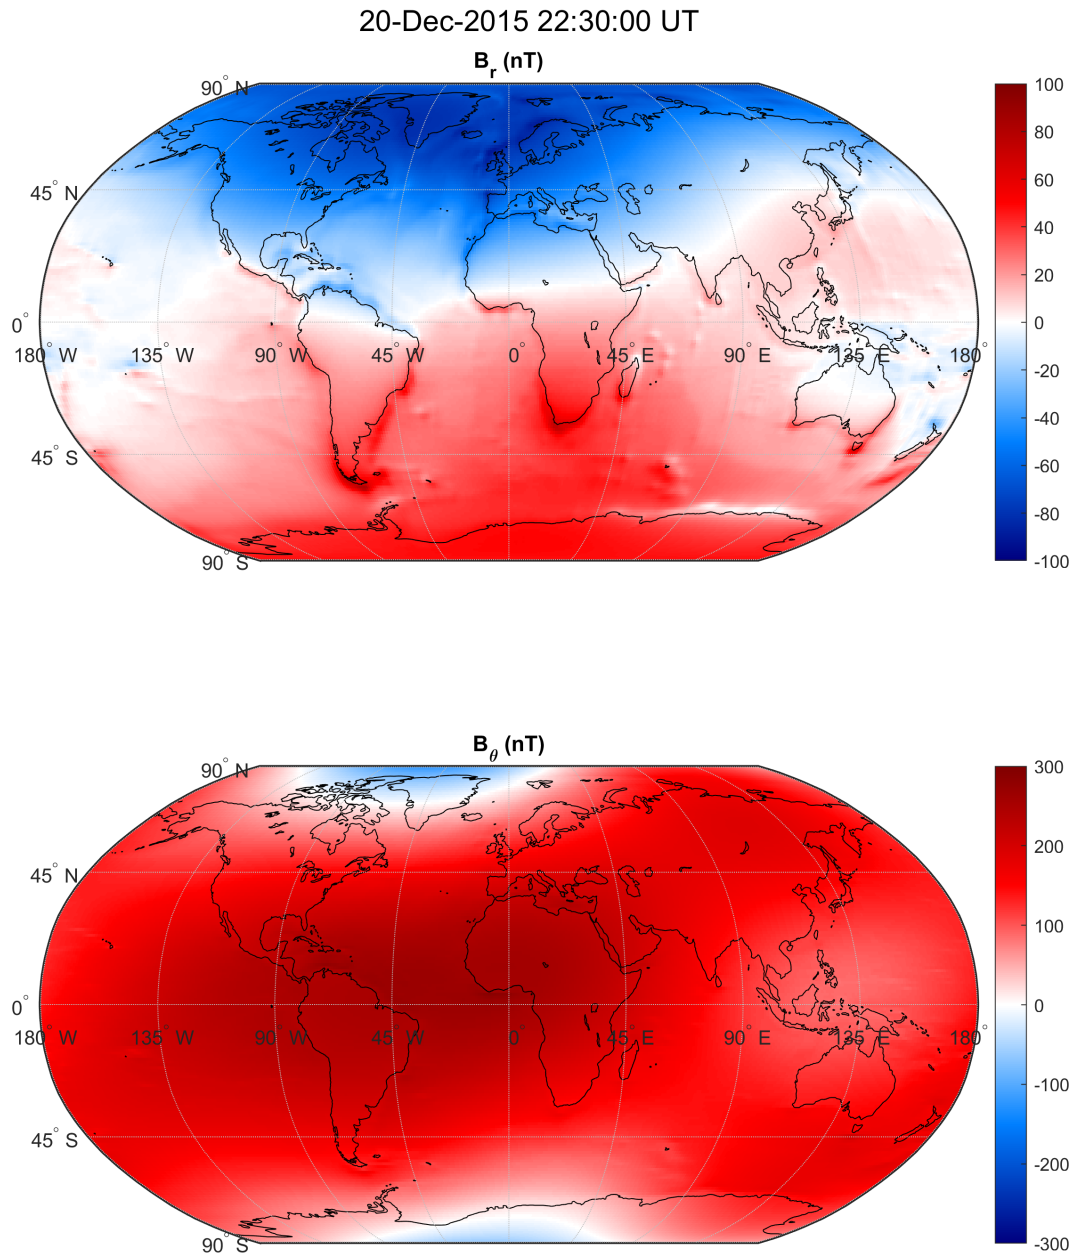 20-Dec-2015 22:30:00 UT
B_r (nT)
90° N
45° N
0°
180° W 135° W 90° W 45° W 0° 45° E 90° E 135° E 180°
45° S
90° S
100
80
60
40
20
0
-20
-40
-60
-80
-100
B_θ (nT)
90° N
45° N
0°
180° W 135° W 90° W 45° W 0° 45° E 90° E 135° E 180°
45° S
90° S
300
200
100
0
-100
-200
-300